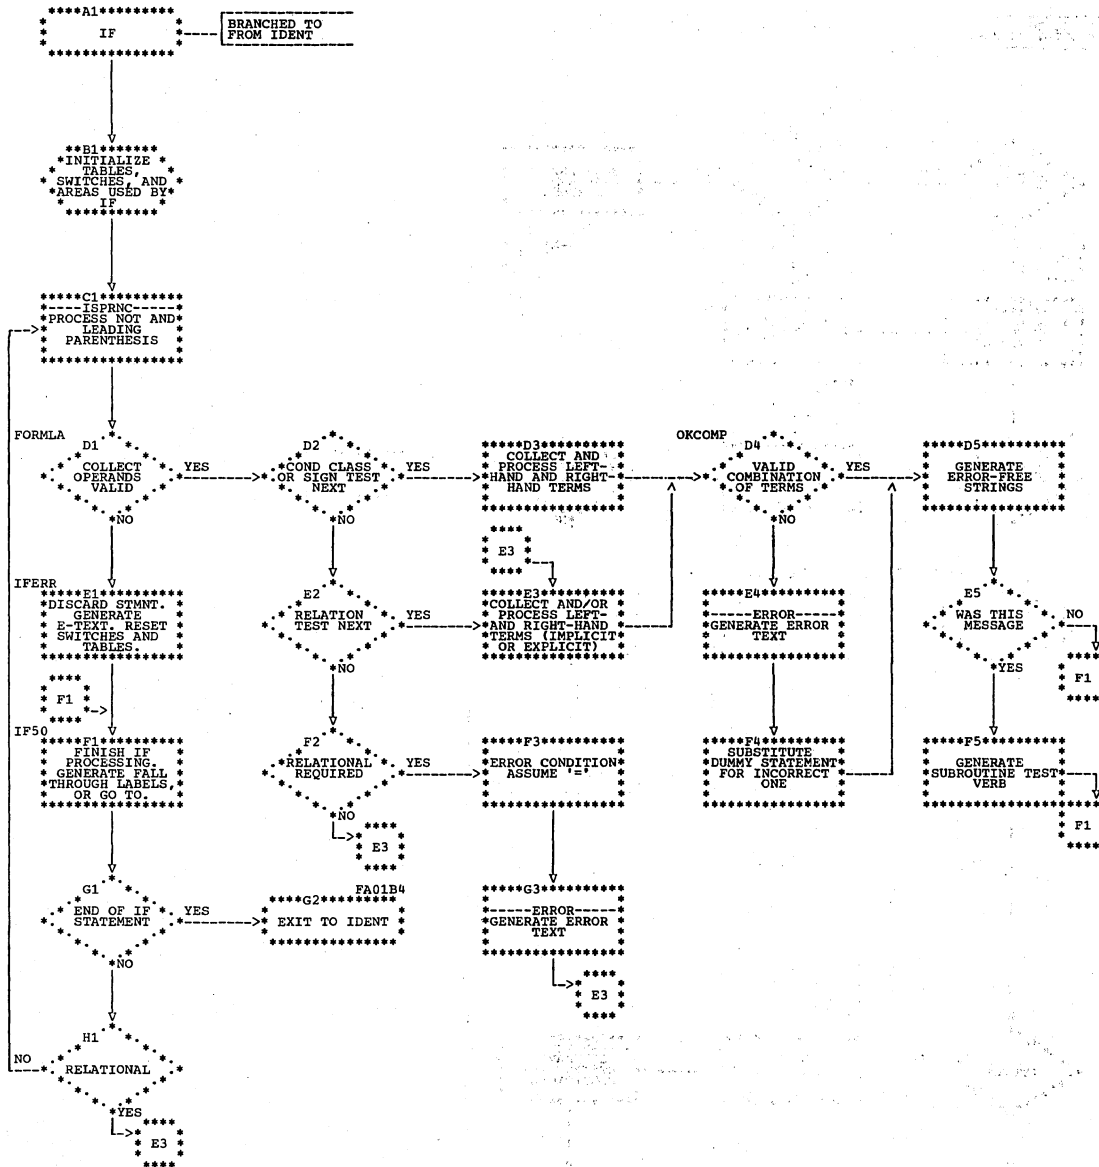 A1
IF
BRANCHED TO
FROM IDENT
B1
INITIALIZE
TABLES,
SWITCHES, AND
AREAS USED BY
IF
C1
ISPRNC
PROCESS NOT AND
LEADING
PARENTHESIS
FORMLA
D1
COLLECT
OPERANDS
VALID
YES
NO
D2
COND CLASS
OR SIGN TEST
NEXT
YES
NO
D3
COLLECT AND
PROCESS LEFT-
HAND AND RIGHT-
HAND TERMS
OKCOMP
D4
VALID
COMBINATION
OF TERMS
YES
NO
D5
GENERATE
ERROR-FREE
STRINGS
E3
IFERR
E1
DISCARD STMNT.
GENERATE
E-TEXT. RESET
SWITCHES AND
TABLES.
E2
RELATION
TEST NEXT
YES
NO
E3
COLLECT AND/OR
PROCESS LEFT-
AND RIGHT-HAND
TERMS (IMPLICIT
OR EXPLICIT)
E4
ERROR
GENERATE ERROR
TEXT
E5
WAS THIS
MESSAGE
NO
YES
F1
F1
IF50
F1
FINISH IF
PROCESSING.
GENERATE FALL
THROUGH LABELS,
OR GO TO.
F2
RELATIONAL
REQUIRED
YES
NO
E3
F3
ERROR CONDITION
ASSUME '='
F4
SUBSTITUTE
DUMMY STATEMENT
FOR INCORRECT
ONE
F5
GENERATE
SUBROUTINE TEST
VERB
F1
G1
END OF IF
STATEMENT
YES
NO
FA01B4
G2
EXIT TO IDENT
G3
ERROR
GENERATE ERROR
TEXT
E3
H1
RELATIONAL
NO
YES
E3